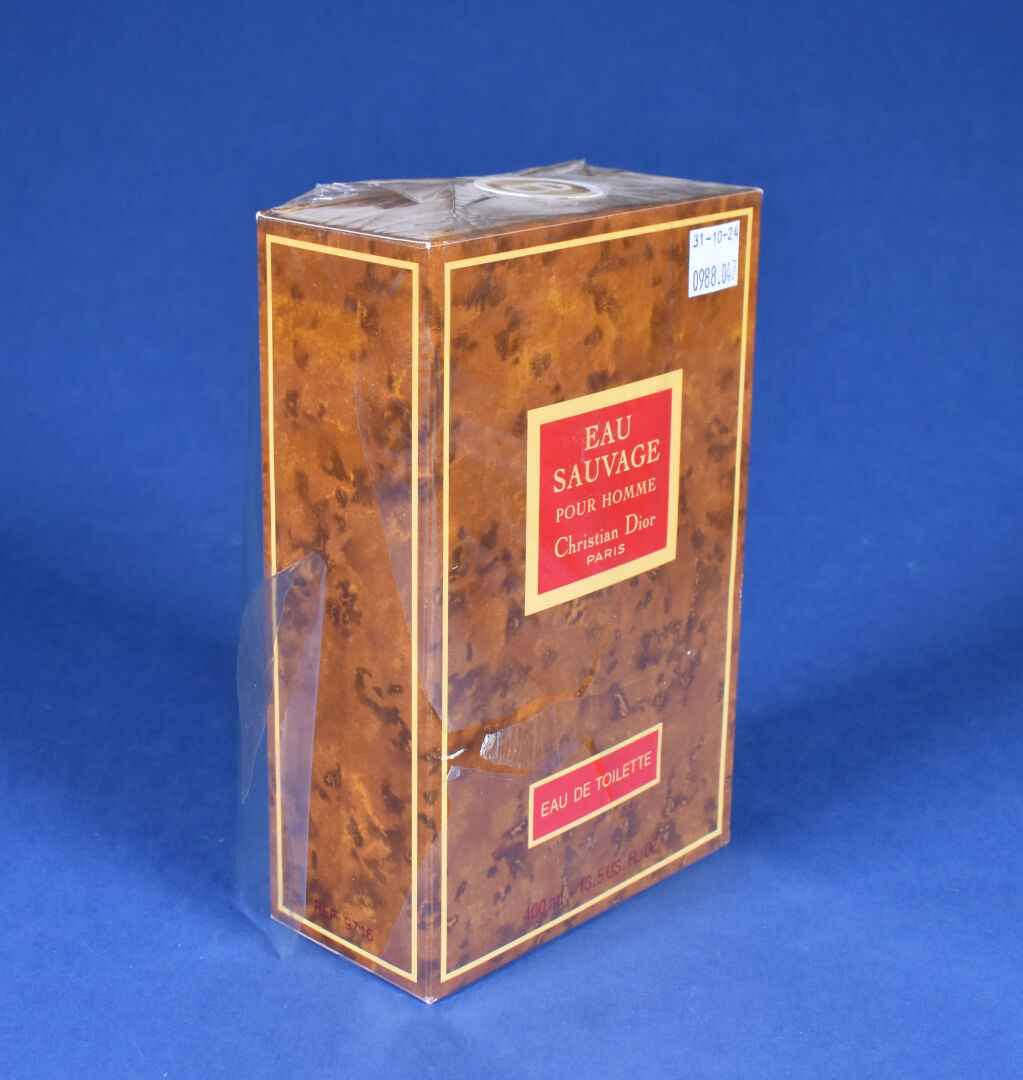 31-10-24
0988.047
EAU
SAUVAGE
POUR HOMME
Christian Dior
PARIS
EAU DE TOILETTE
400 ml - 13.5 US. FL. OZ.
REF. 9716